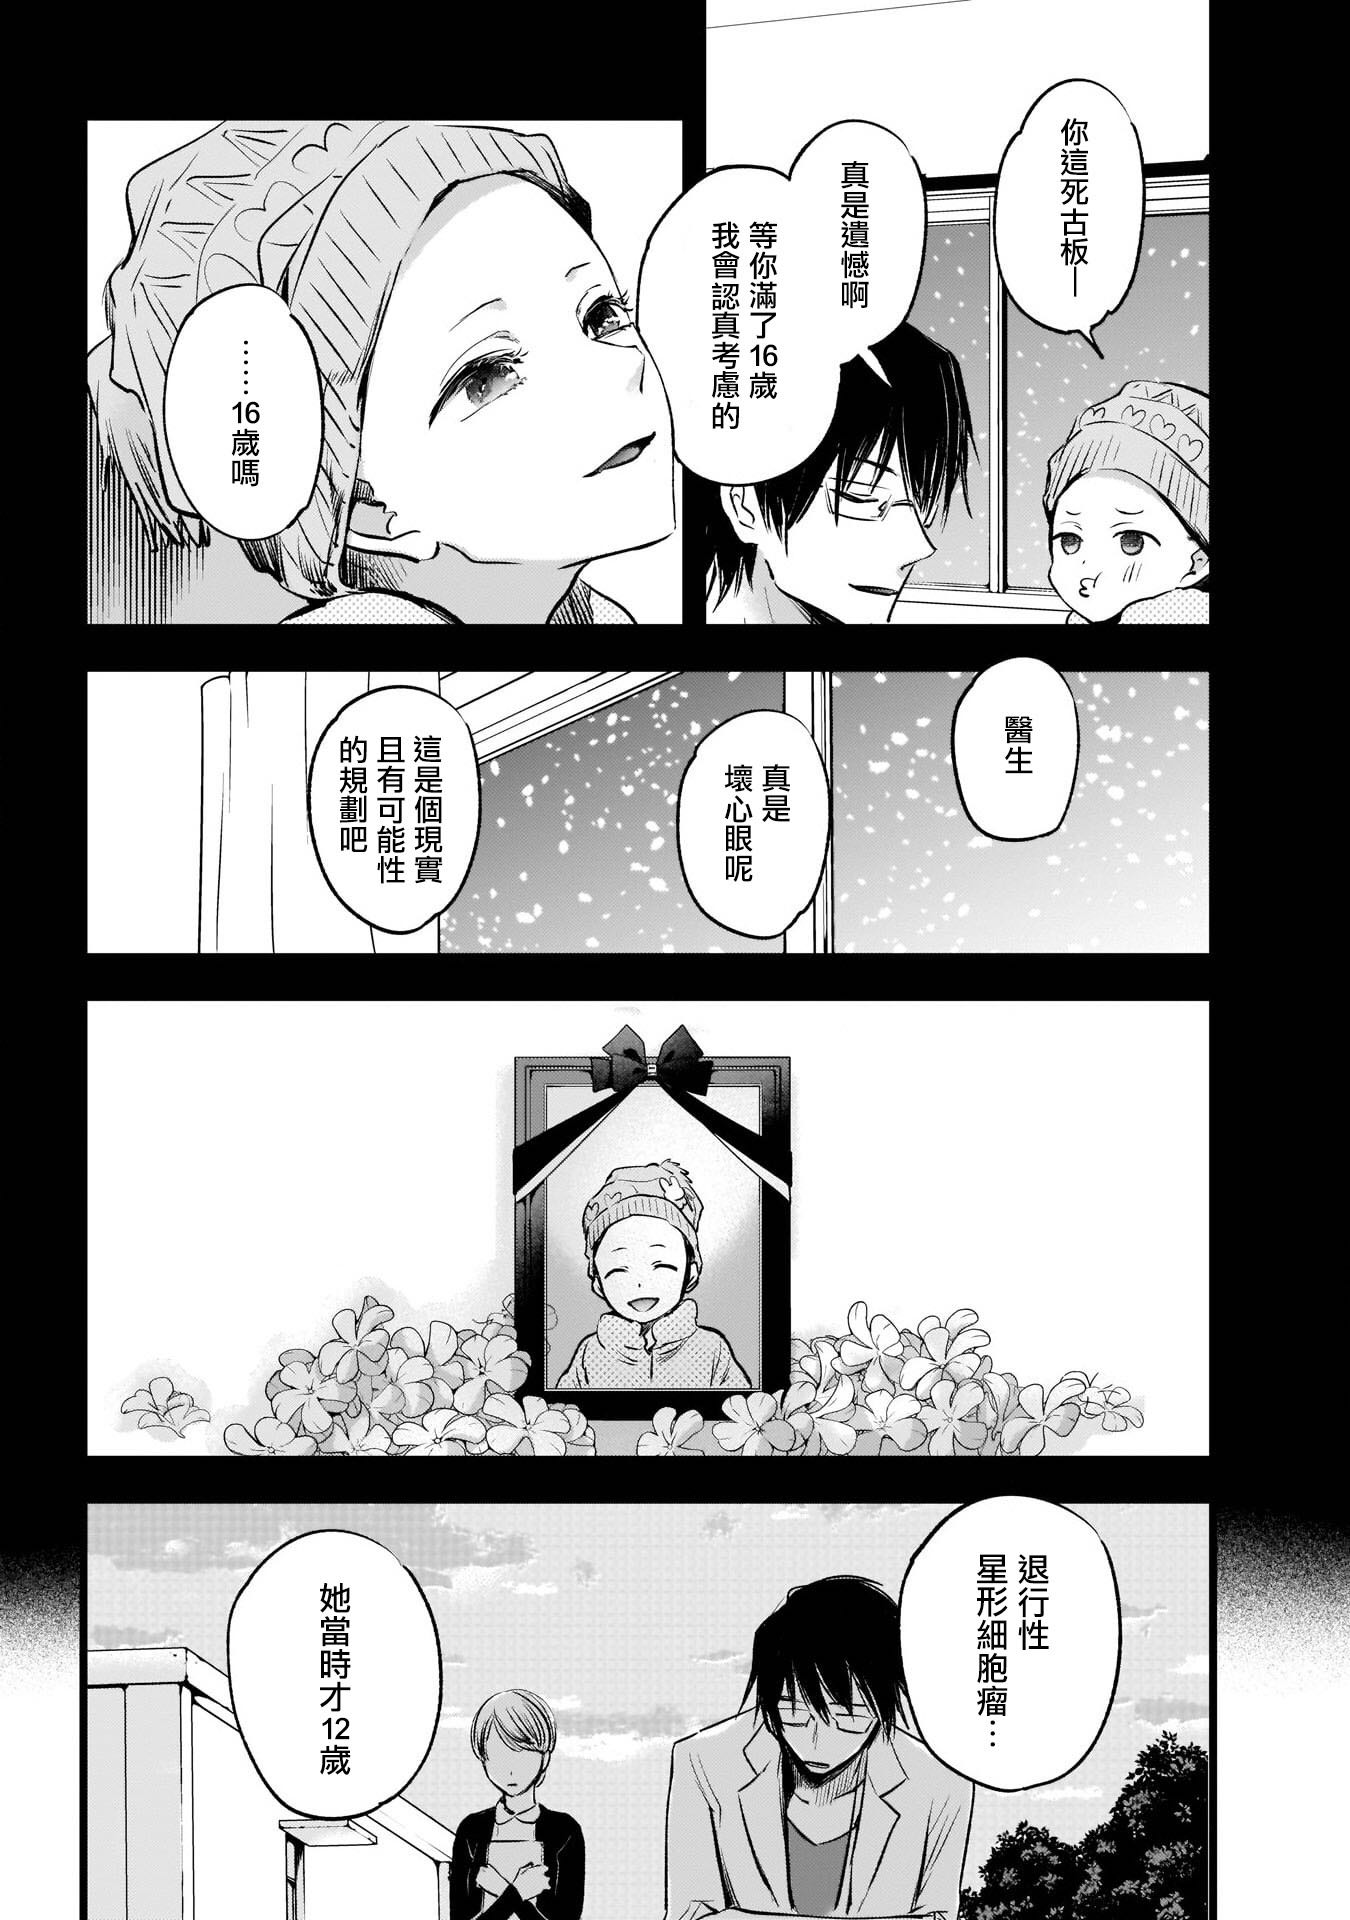 你這死古板—
真是遺憾啊
等你滿了16歲
我會認真考慮的
……16歲嗎
醫生
真是
壞心眼呢
這是個現實
且有可能性
的規劃吧
退行性
星形細胞瘤…
她當時才12歲